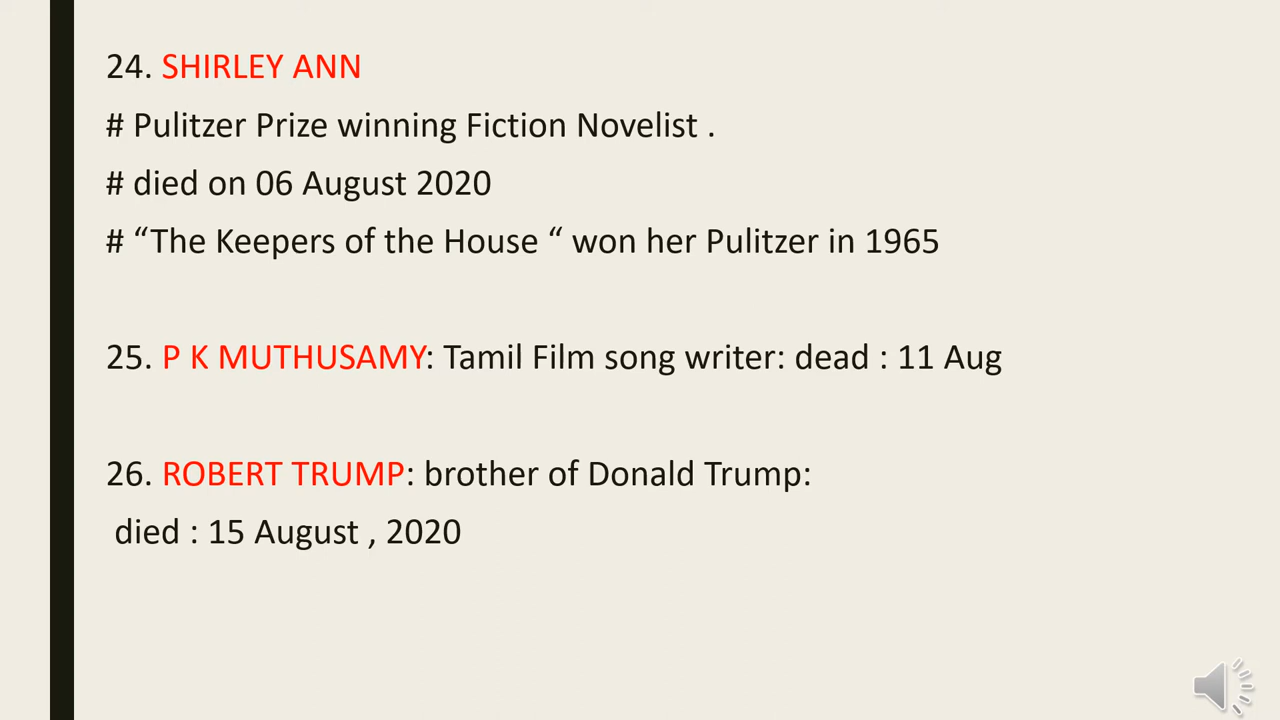 24. SHIRLEY ANN
# Pulitzer Prize winning Fiction Novelist .
# died on 06 August 2020
# “The Keepers of the House “ won her Pulitzer in 1965
25. P K MUTHUSAMY: Tamil Film song writer: dead : 11 Aug
26. ROBERT TRUMP: brother of Donald Trump:
died : 15 August , 2020